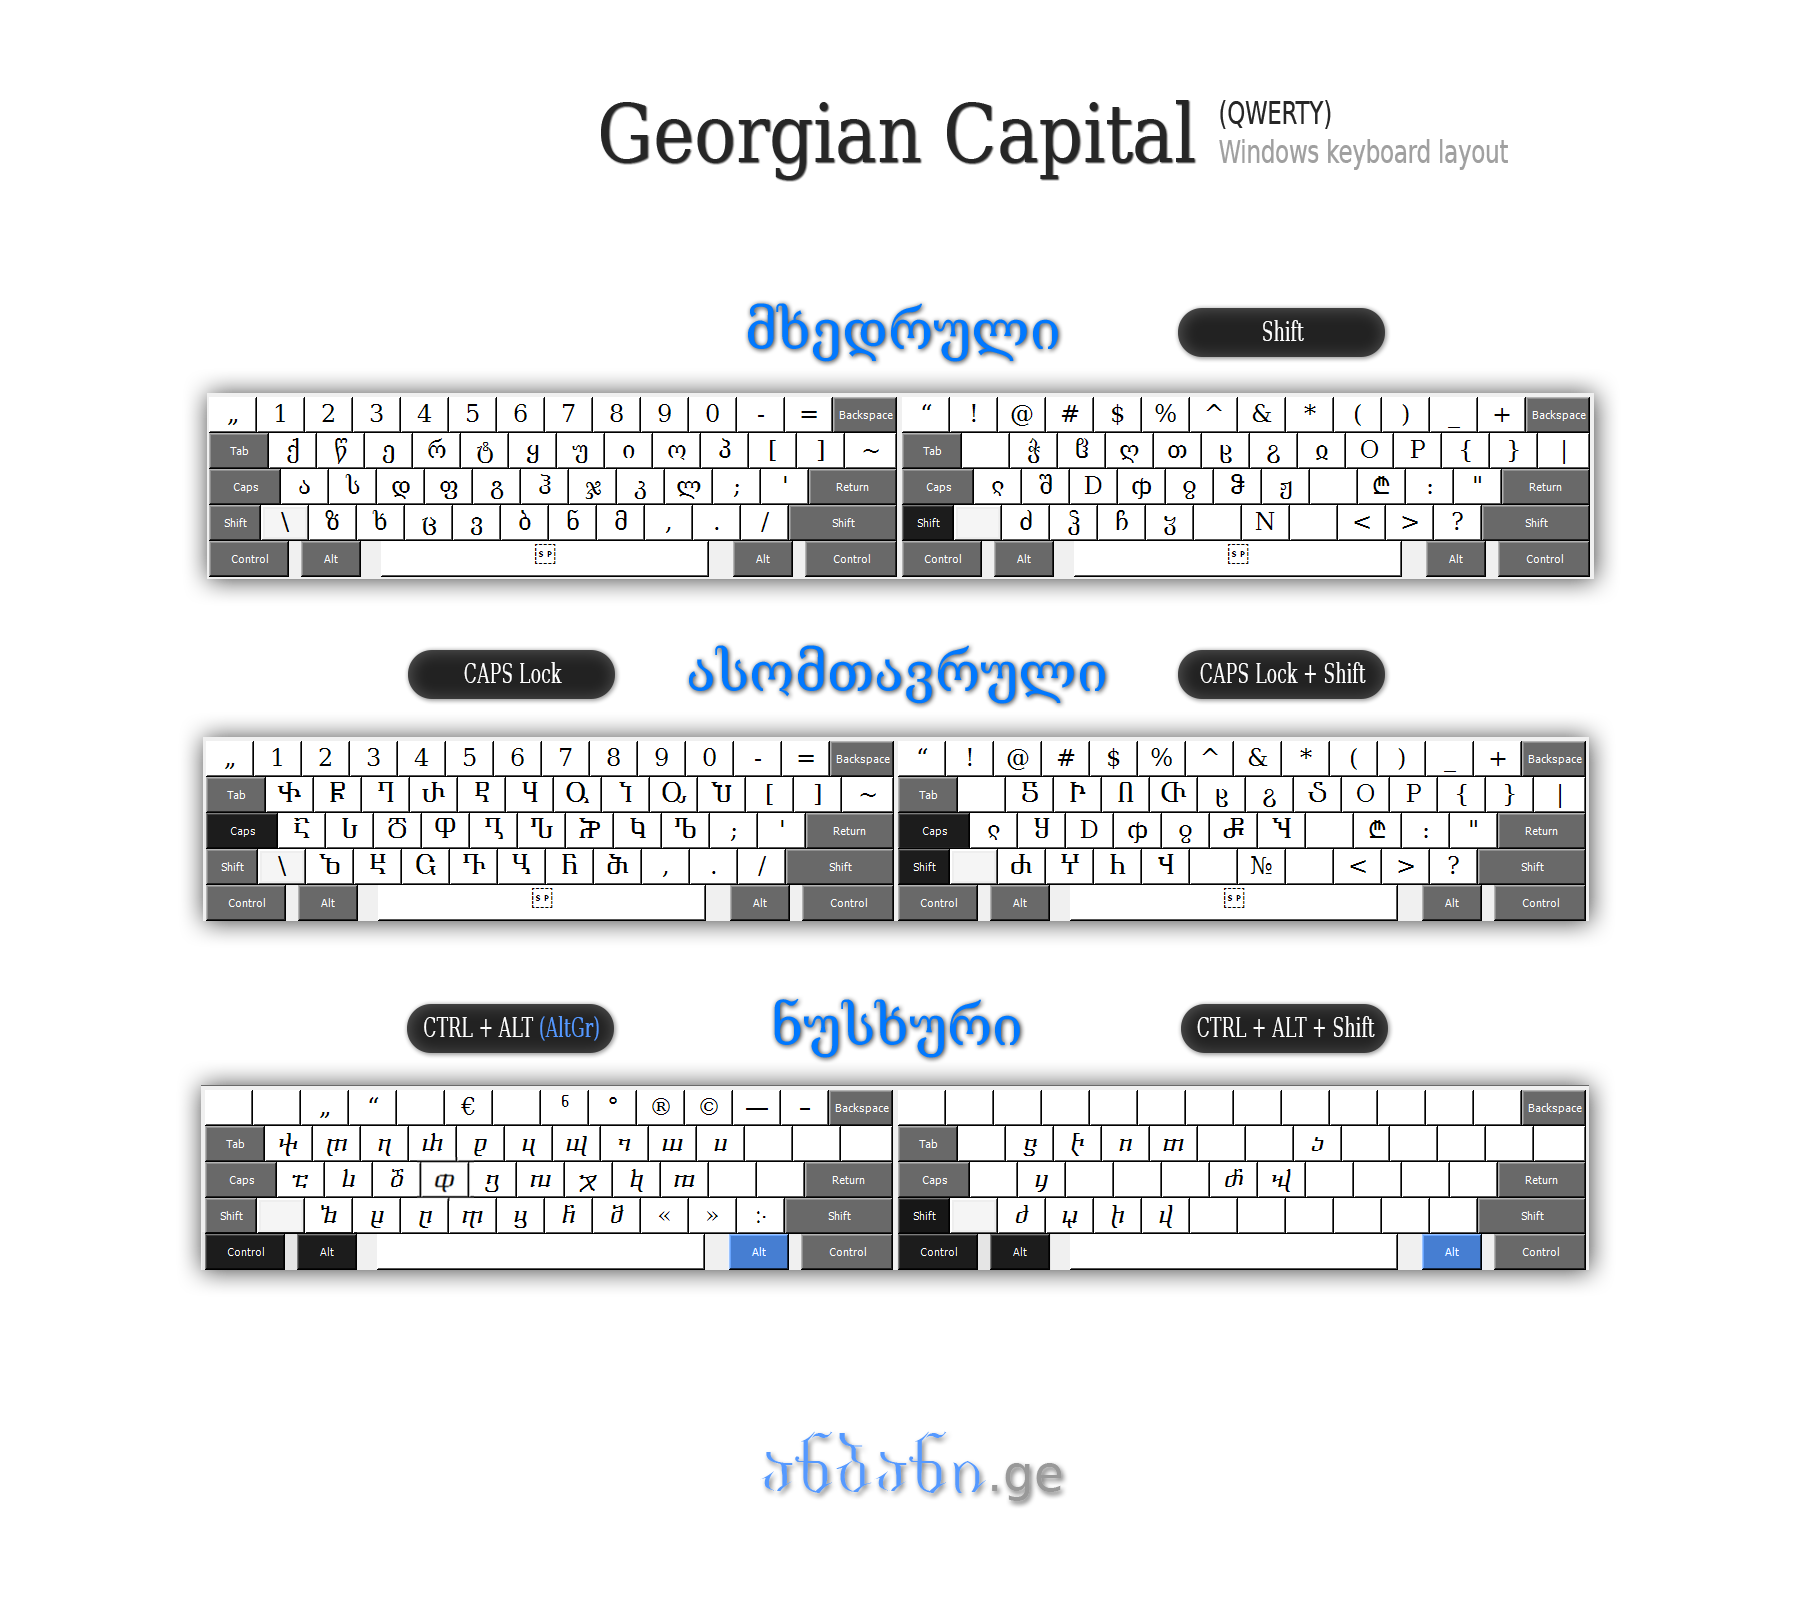 Georgian Capital (QWERTY)
Windows keyboard layout
მხედრული Shift
„ 1 2 3 4 5 6 7 8 9 0 - = Backspace “ ! @ # $ % ^ & * ( ) _ + Backspace
Tab ქ წ ე რ ტ ყ უ ი ო პ [ ] ~ Tab ჭ ჱ ღ თ ჸ ჷ ჲ O P { } |
Caps ა ს დ ფ გ ჰ ჯ კ ლ ; ' Return Caps ჺ შ D ჶ ჹ ჵ ჟ ₾ : " Return
Shift \ ზ ხ ც ვ ბ ნ მ , . / Shift Shift ძ ჴ ჩ ჳ N < > ? Shift
Control Alt SP Alt Control Control Alt SP Alt Control
CAPS Lock ასომთავრული CAPS Lock + Shift
„ 1 2 3 4 5 6 7 8 9 0 - = Backspace “ ! @ # $ % ^ & * ( ) _ + Backspace
Tab Ⴕ Ⴜ Ⴄ Ⴐ Ⴒ Ⴗ Ⴓ Ⴈ Ⴍ Ⴎ [ ] ~ Tab Ⴝ Ⴡ Ⴖ Ⴇ ჸ ჷ Ⴢ O P { } |
Caps Ⴀ Ⴑ Ⴃ Ⴔ Ⴂ Ⴠ Ⴟ Ⴉ Ⴊ ; ' Return Caps ჺ Ⴘ D ჶ ჹ Ⴥ Ⴏ ₾ : " Return
Shift \ Ⴆ Ⴞ Ⴚ Ⴅ Ⴁ Ⴌ Ⴋ , . / Shift Shift Ⴛ Ⴤ Ⴙ Ⴣ № < > ? Shift
Control Alt SP Alt Control Control Alt SP Alt Control
CTRL + ALT (AltGr) ნუსხური CTRL + ALT + Shift
„ “ € ნ ° ® © — – Backspace Backspace
Tab ⴕ ⴜ ⴄ ⴐ ⴒ ⴗ ⴓ ⴈ ⴍ ⴎ Tab ⴝ ⴡ ⴖ ⴇ ⴢ
Caps ⴀ ⴑ ⴃ ⴔ ⴂ ⴠ ⴟ ⴉ ⴊ Return Caps ⴘ ⴥ ⴏ Return
Shift ⴆ ⴞ ⴚ ⴅ ⴁ ⴌ ⴋ « » ჻ Shift Shift ⴛ ⴤ ⴙ ⴣ Shift
Control Alt Alt Control Control Alt Alt Control
ანბანი.ge